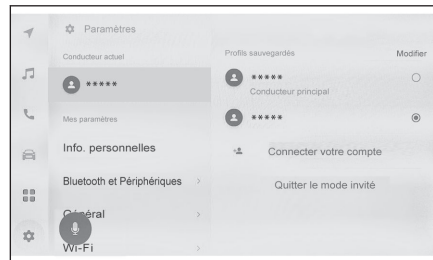 Paramètres
Conducteur actuel
*****
Mes paramètres
Info. personnelles
Bluetooth et Périphériques
Général
Wi-Fi
Profils sauvegardés
Modifier
*****
Conducteur principal
*****
Connecter votre compte
Quitter le mode invité